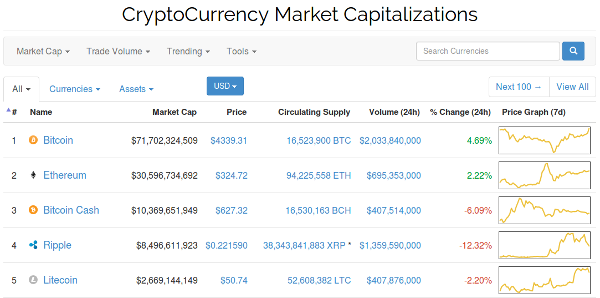 CryptoCurrency Market Capitalizations
Market Cap Trade Volume Trending Tools Search Currencies
All Currencies Assets USD Next 100 → View All
# Name Market Cap Price Circulating Supply Volume (24h) % Change (24h) Price Graph (7d)
1 Bitcoin $71,702,324,509 $4339.31 16,523,900 BTC $2,033,840,000 4.69%
2 Ethereum $30,596,734,692 $324.72 94,225,558 ETH $695,353,000 2.22%
3 Bitcoin Cash $10,369,651,949 $627.32 16,530,163 BCH $407,514,000 -6.09%
4 Ripple $8,496,611,923 $0.221590 38,343,841,883 XRP * $1,359,590,000 -12.32%
5 Litecoin $2,669,144,149 $50.74 52,608,382 LTC $407,876,000 -2.20%